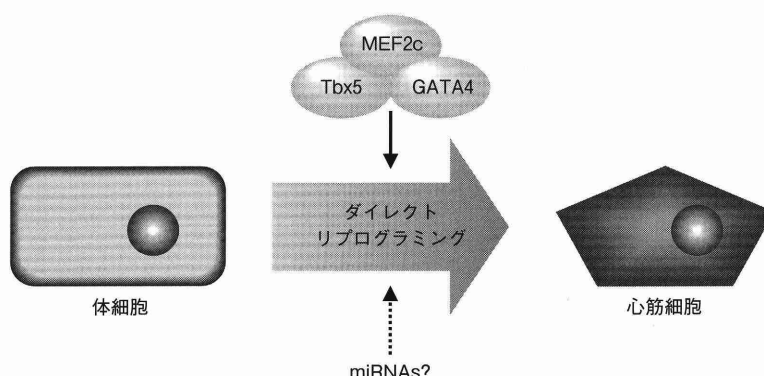 MEF2c
Tbx5
GATA4
ダイレクト
リプログラミング
体細胞
心筋細胞
miRNAs?